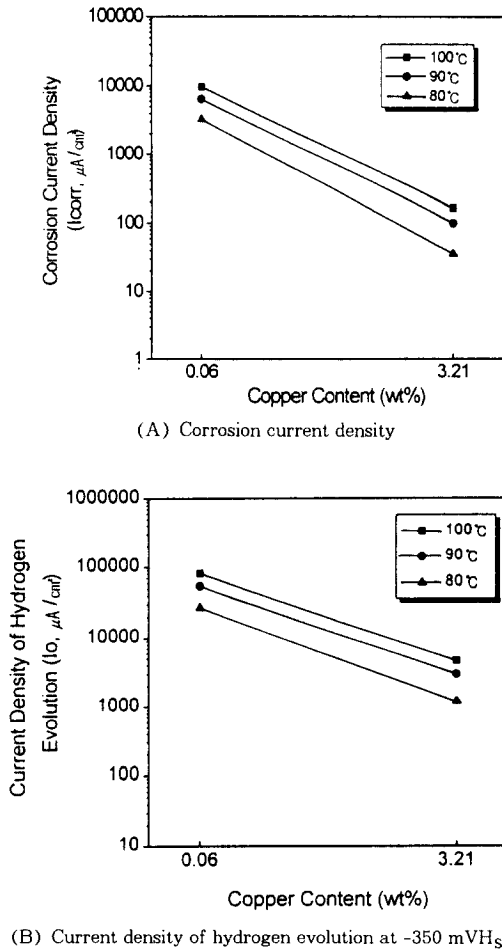 100000
10000
1000
100
10
1
Corrosion Current Density
(Icorr, μA/㎠)
100℃
90℃
80℃
0.06
3.21
Copper Content (wt%)
(A) Corrosion current density
1000000
100000
10000
1000
100
10
Current Density of Hydrogen
Evolution (Io, μA/㎠)
100℃
90℃
80℃
0.06
3.21
Copper Content (wt%)
(B) Current density of hydrogen evolution at -350 mVHS